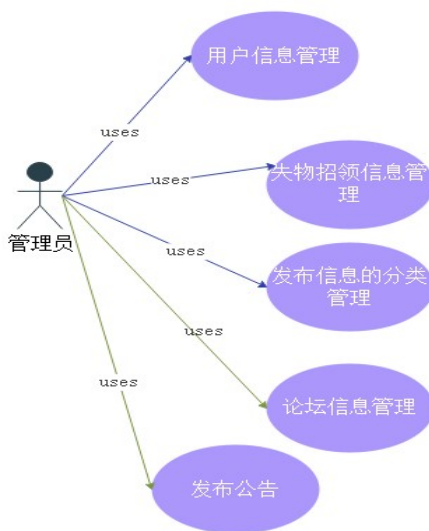 用户信息管理
uses
uses
失物招领信息管
理
管理员
uses
发布信息的分类
管理
uses
uses
论坛信息管理
发布公告